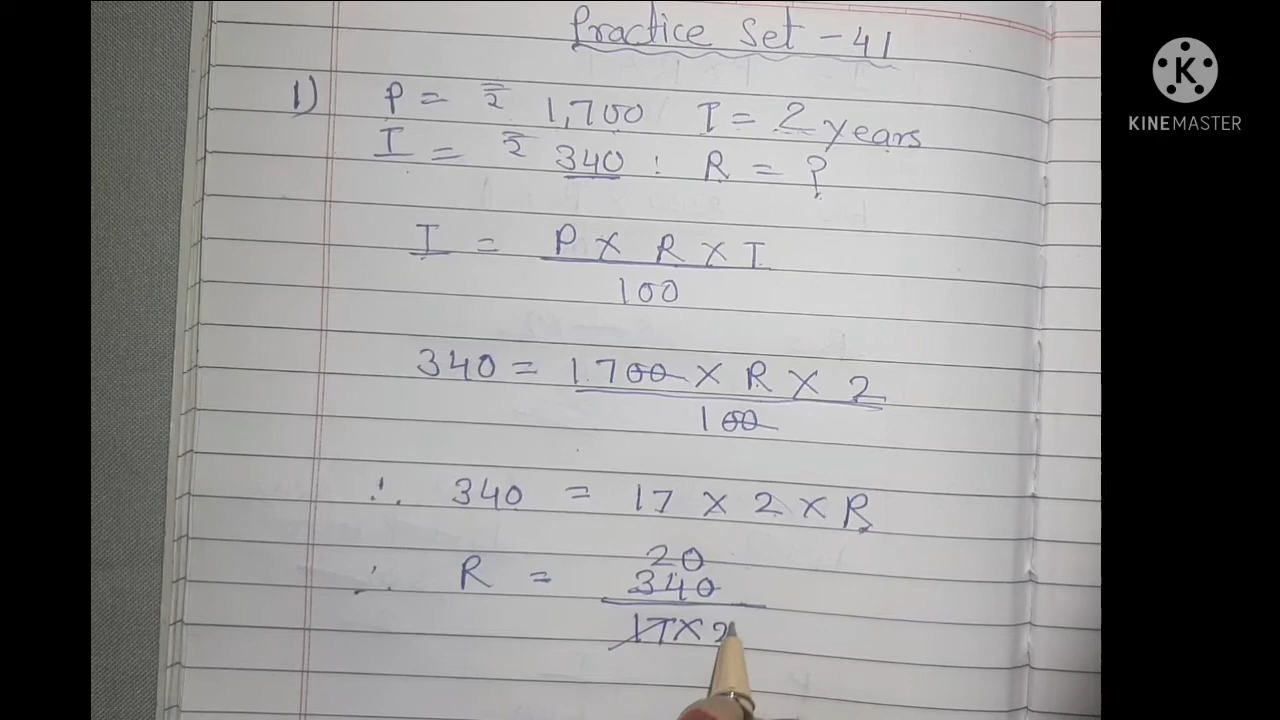 Practice Set - 41
1) P = ₹ 1,700 T = 2 years
I = ₹ 340 : R = ?
I = P × R × T
100
340 = 1700 × R × 2
100
∴ 340 = 17 × 2 × R
20
∴ R = 340
17 × 2
K
KINEMASTER